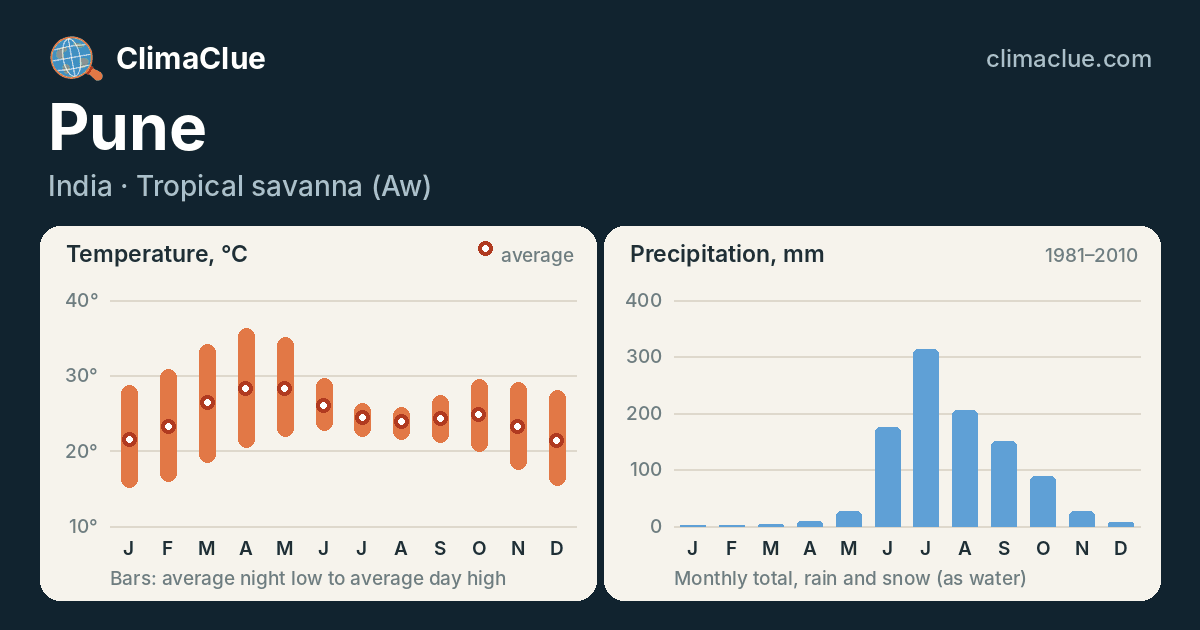 ClimaClue
climaclue.com
Pune
India · Tropical savanna (Aw)
Temperature, °C
average
40°
30°
20°
10°
J F M A M J J A S O N D
Bars: average night low to average day high
Precipitation, mm
1981–2010
400
300
200
100
0
J F M A M J J A S O N D
Monthly total, rain and snow (as water)